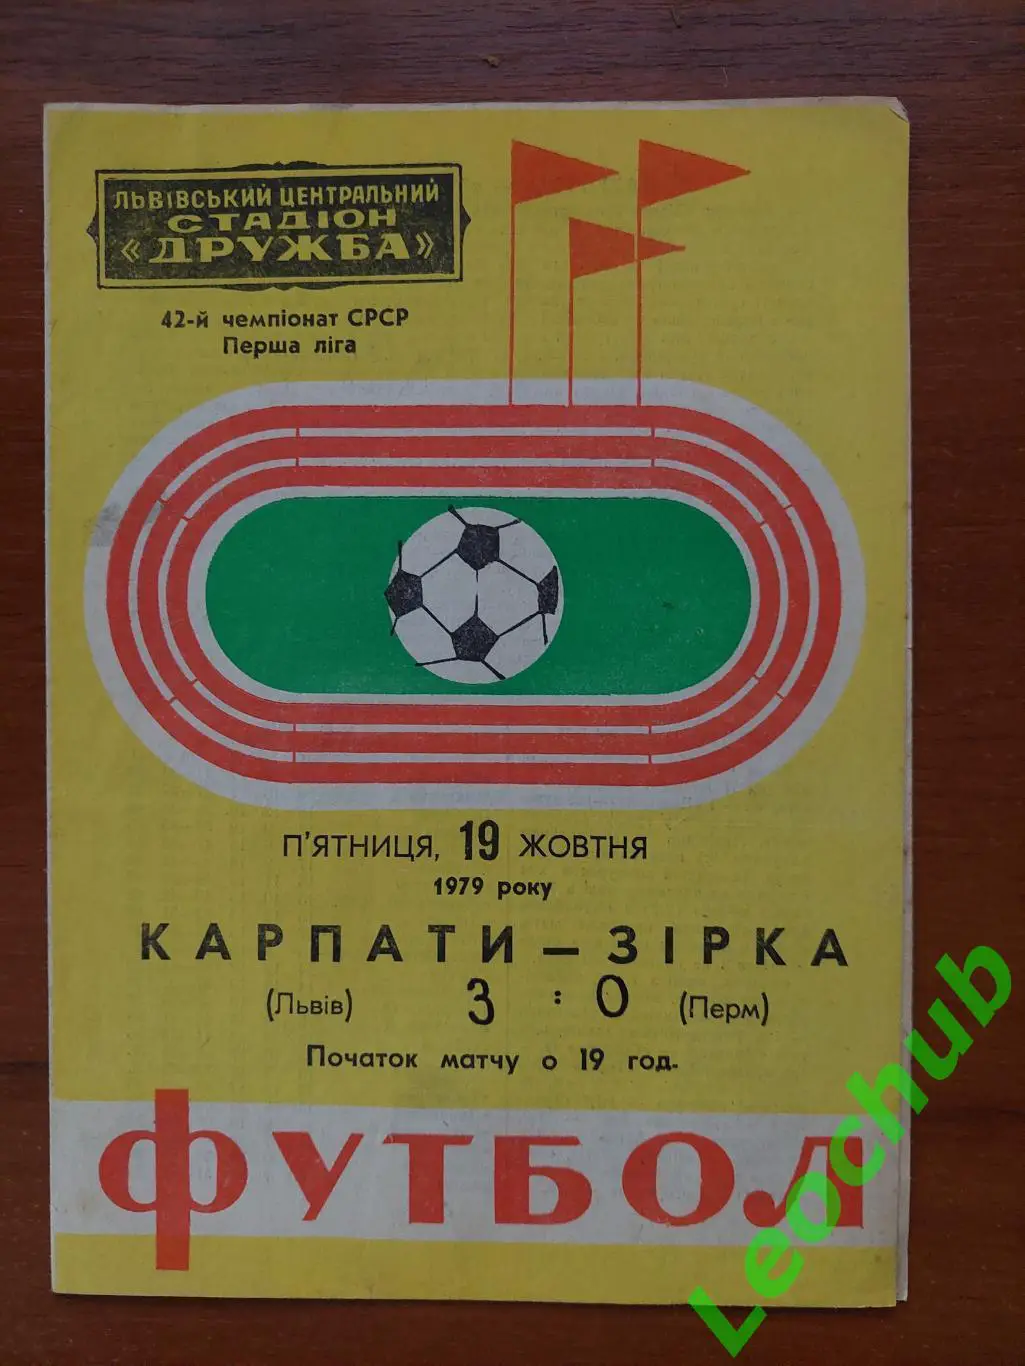 ЛЬВІВСЬКИЙ ЦЕНТРАЛЬНИЙ
СТАДІОН
«ДРУЖБА»
42-й чемпіонат СРСР
Перша ліга
П'ЯТНИЦЯ, 19 ЖОВТНЯ
1979 року
КАРПАТИ — ЗІРКА
(Львів) 3 : 0 (Перм)
Початок матчу о 19 год.
ФУТБОЛ
Leochub